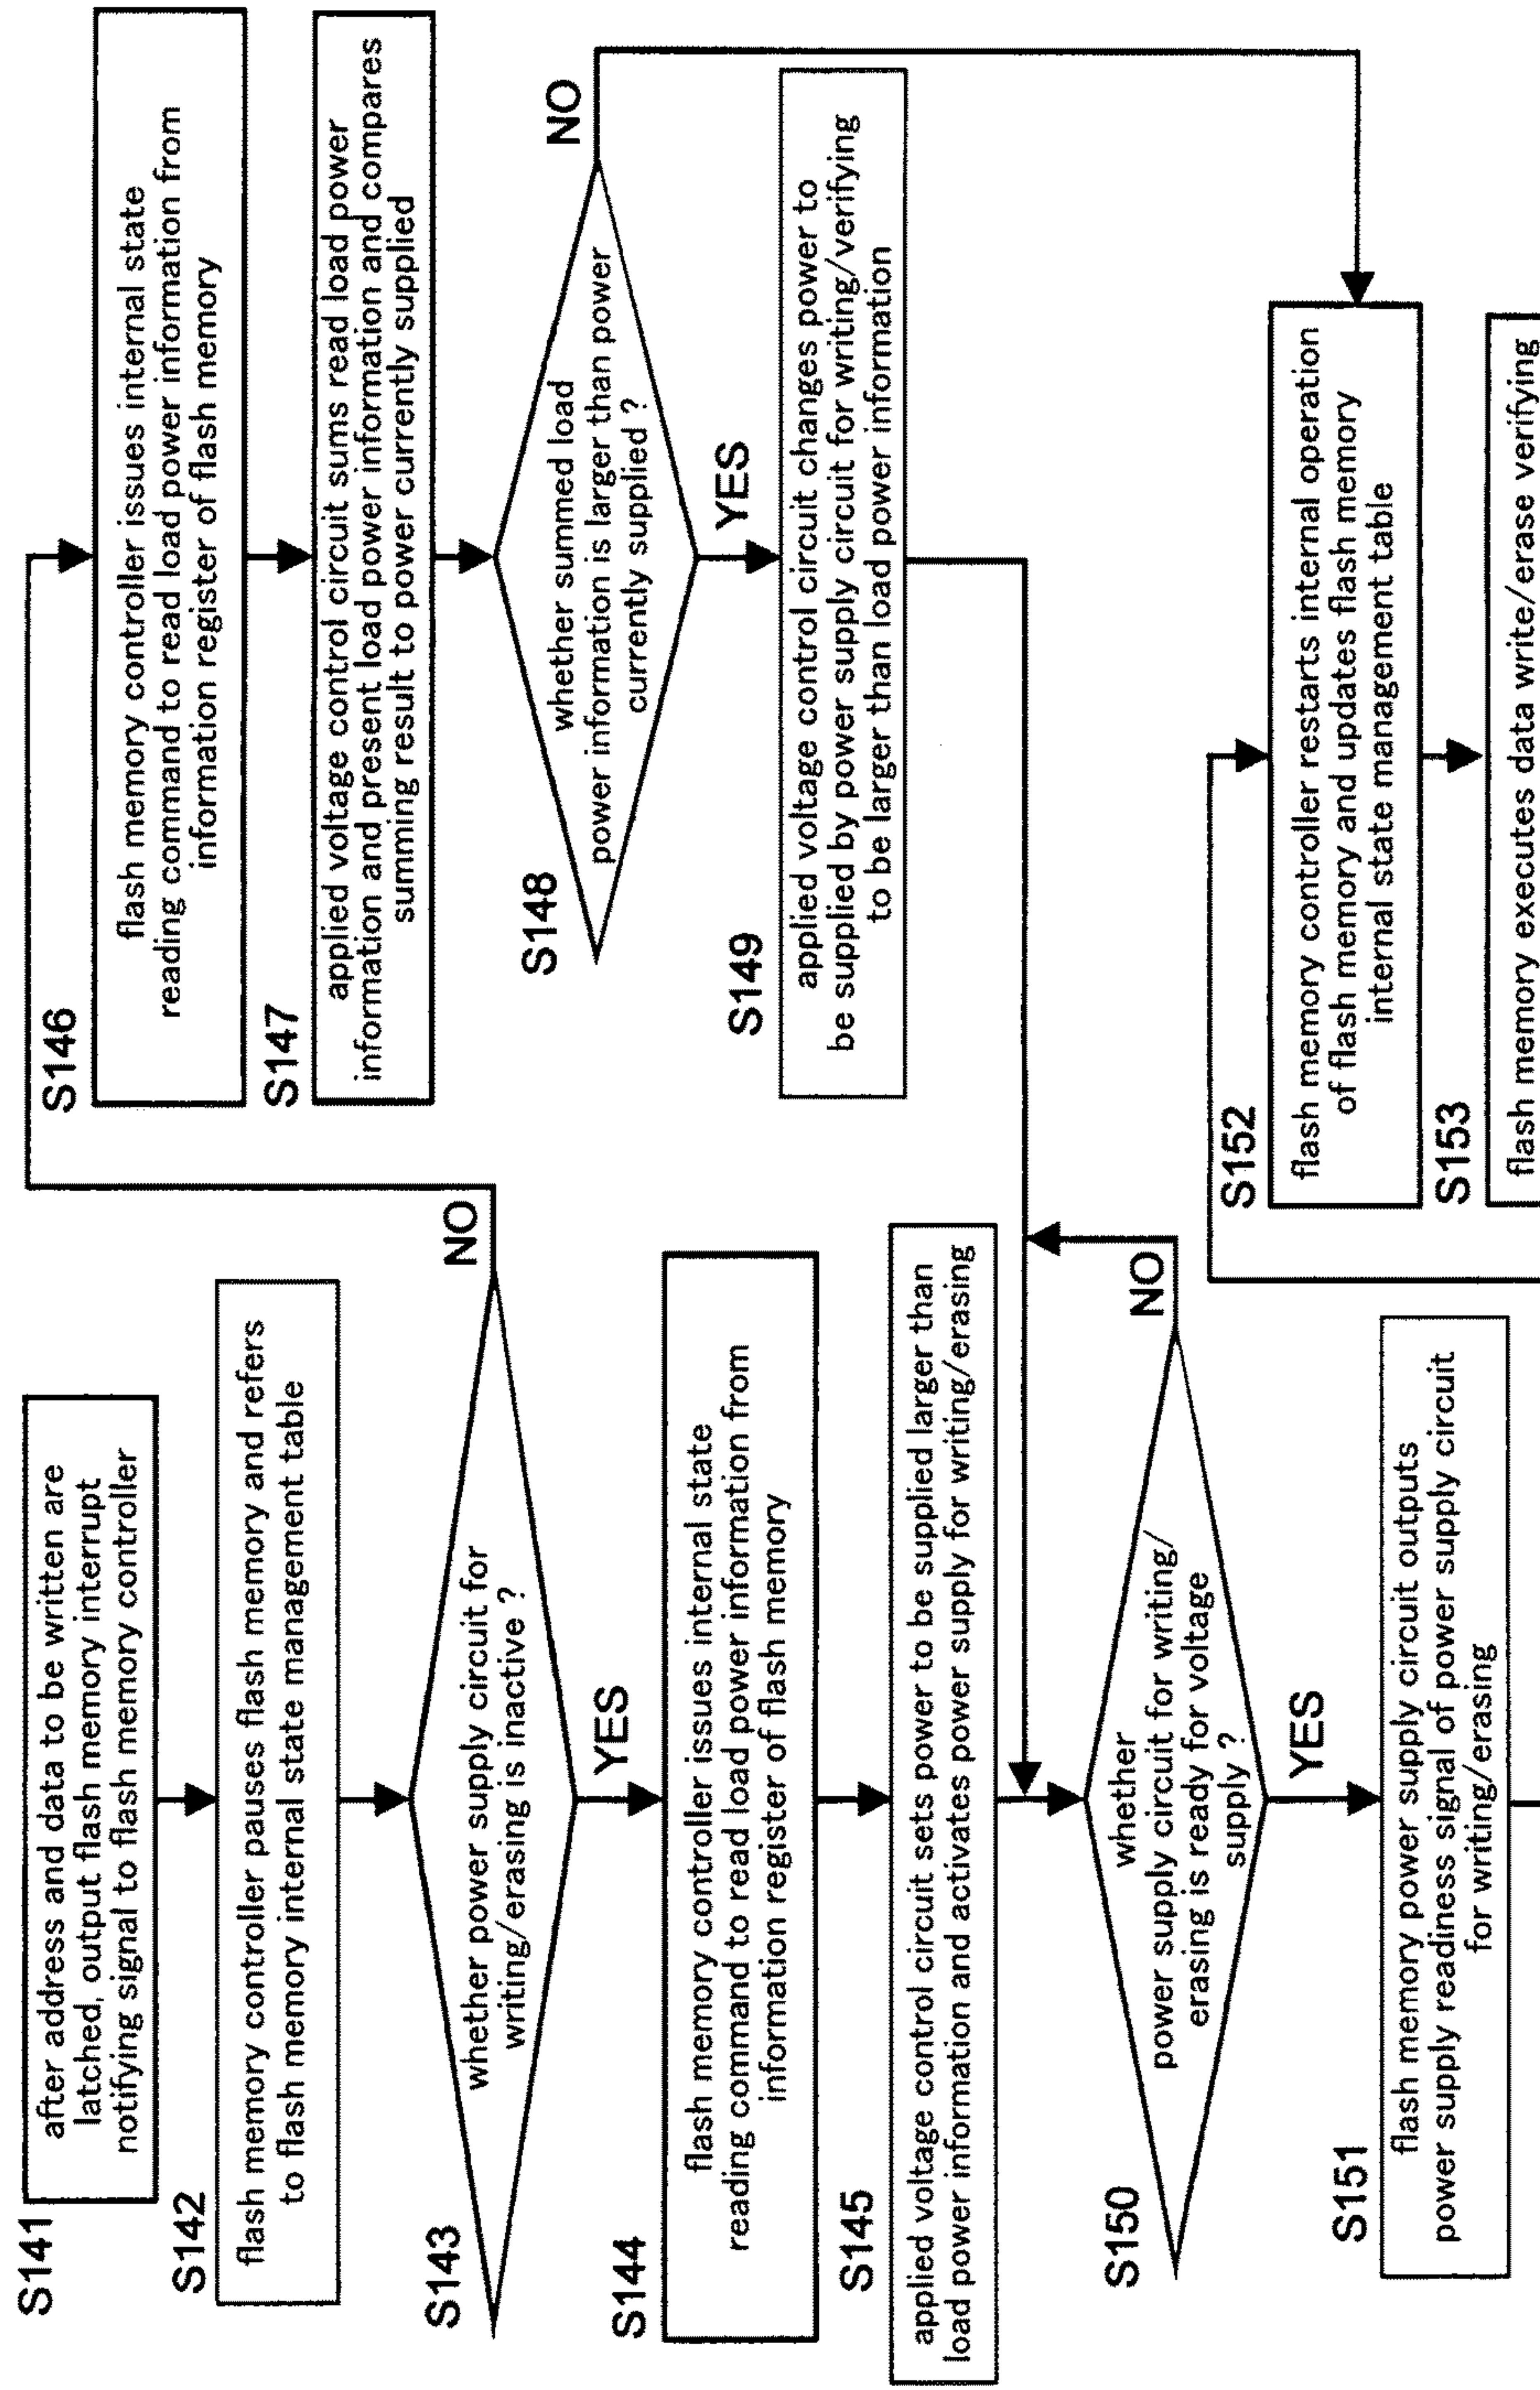 S141
after address and data to be written are
latched, output flash memory interrupt
notifying signal to flash memory controller
S142
flash memory controller pauses flash memory and refers
to flash memory internal state management table
S143
whether power supply circuit for
writing/erasing is inactive ?
NO
YES
S144
flash memory controller issues internal state
reading command to read load power information from
information register of flash memory
S145
applied voltage control circuit sets power to be supplied larger than
load power information and activates power supply for writing/erasing
S150
whether
power supply circuit for writing/
erasing is ready for voltage
supply ?
NO
YES
S151
flash memory power supply circuit outputs
power supply readiness signal of power supply circuit
for writing/erasing
S146
flash memory controller issues internal state
reading command to read load power information from
information register of flash memory
S147
applied voltage control circuit sums read load power
information and present load power information and compares
summing result to power currently supplied
S148
whether summed load
power information is larger than power
currently supplied ?
NO
YES
S149
applied voltage control circuit changes power to
be supplied by power supply circuit for writing/verifying
to be larger than load power information
S152
flash memory controller restarts internal operation
of flash memory and updates flash memory
internal state management table
S153
flash memory executes data write/erase verifying